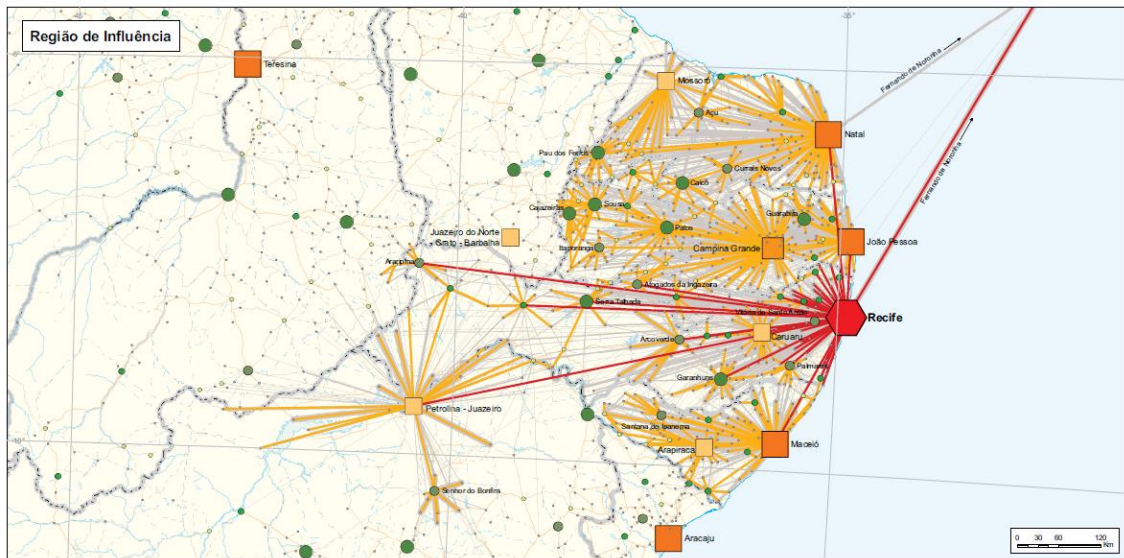 Região de Influência
Teresina
Mossoró
Açu
Natal
Fernando de Noronha
Fernando de Noronha
Pau dos Ferros
Caicó
Currais Novos
Cajazeiras
Sousa
Patos
Guarabira
Juazeiro do Norte
- Crato - Barbalha
Itaporanga
Campina Grande
João Pessoa
Araripina
Afogados da Ingazeira
Serra Talhada
Vitória de Santo Antão
Recife
Arcoverde
Caruaru
Garanhuns
Palmares
Petrolina - Juazeiro
Santana do Ipanema
Arapiraca
Maceió
Senhor do Bonfim
Aracaju
0 30 60 120